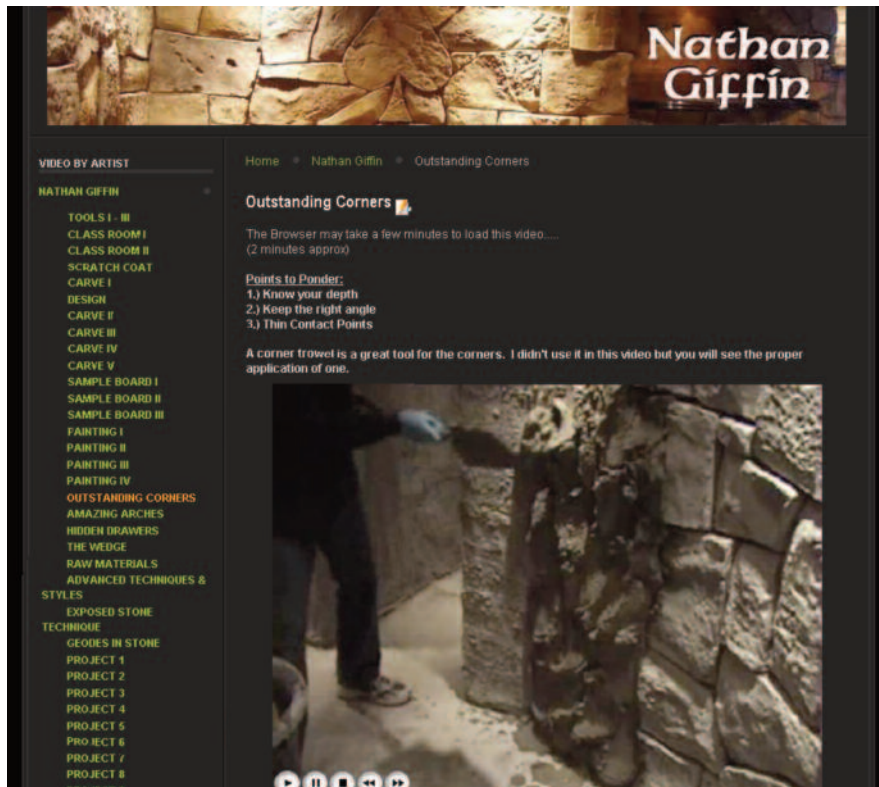 Nathan
Giffin
VIDEO BY ARTIST
NATHAN GIFFIN
TOOLS I - III
CLASS ROOM I
CLASS ROOM II
SCRATCH COAT
CARVE I
DESIGN
CARVE II
CARVE III
CARVE IV
CARVE V
SAMPLE BOARD I
SAMPLE BOARD II
SAMPLE BOARD III
PAINTING I
PAINTING II
PAINTING III
PAINTING IV
OUTSTANDING CORNERS
AMAZING ARCHES
HIDDEN DRAWERS
THE WEDGE
RAW MATERIALS
ADVANCED TECHNIQUES &
STYLES
EXPOSED STONE
TECHNIQUE
GEODES IN STONE
PROJECT 1
PROJECT 2
PROJECT 3
PROJECT 4
PROJECT 5
PROJECT 6
PROJECT 7
PROJECT 8
Home Nathan Giffin Outstanding Corners
Outstanding Corners
The Browser may take a few minutes to load this video.....
(2 minutes approx)
Points to Ponder:
1.) Know your depth
2.) Keep the right angle
3.) Thin Contact Points
A corner trowel is a great tool for the corners. I didn't use it in this video but you will see the proper
application of one.